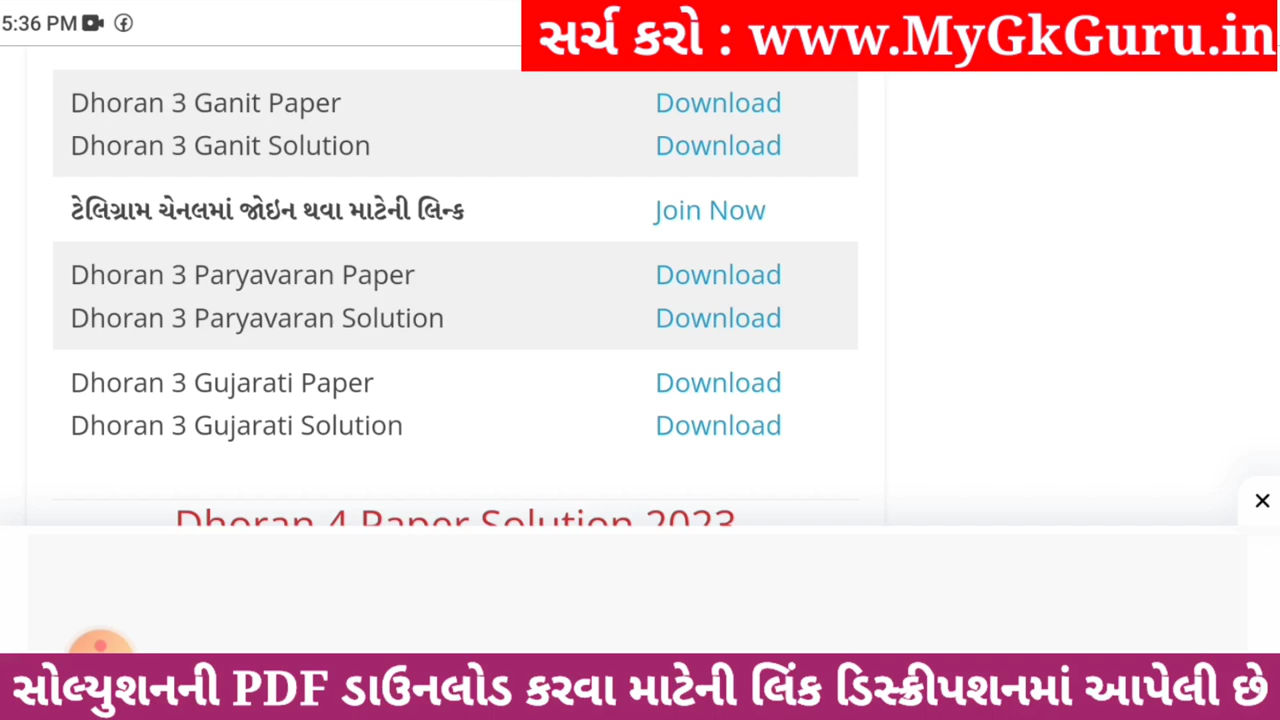 5:36 PM
સર્ચ કરો : www.MyGkGuru.in
Dhoran 3 Ganit Paper Download
Dhoran 3 Ganit Solution Download
ટેલિગ્રામ ચેનલમાં જોઇન થવા માટેની લિન્ક Join Now
Dhoran 3 Paryavaran Paper Download
Dhoran 3 Paryavaran Solution Download
Dhoran 3 Gujarati Paper Download
Dhoran 3 Gujarati Solution Download
Dhoran 4 Paper Solution 2023
સોલ્યુશનની PDF ડાઉનલોડ કરવા માટેની લિંક ડિસ્ક્રીપશનમાં આપેલી છે